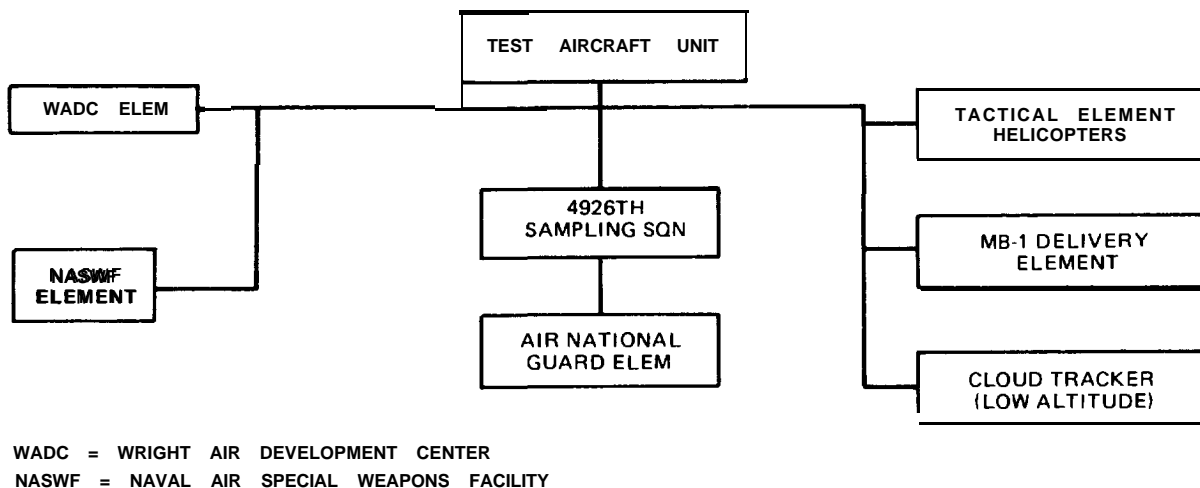 TEST AIRCRAFT UNIT
WADC ELEM
TACTICAL ELEMENT
HELICOPTERS
4926TH
SAMPLING SQN
MB-1 DELIVERY
ELEMENT
NASWF
ELEMENT
AIR NATIONAL
GUARD ELEM
CLOUD TRACKER
(LOW ALTITUDE)
WADC = WRIGHT AIR DEVELOPMENT CENTER
NASWF = NAVAL AIR SPECIAL WEAPONS FACILITY